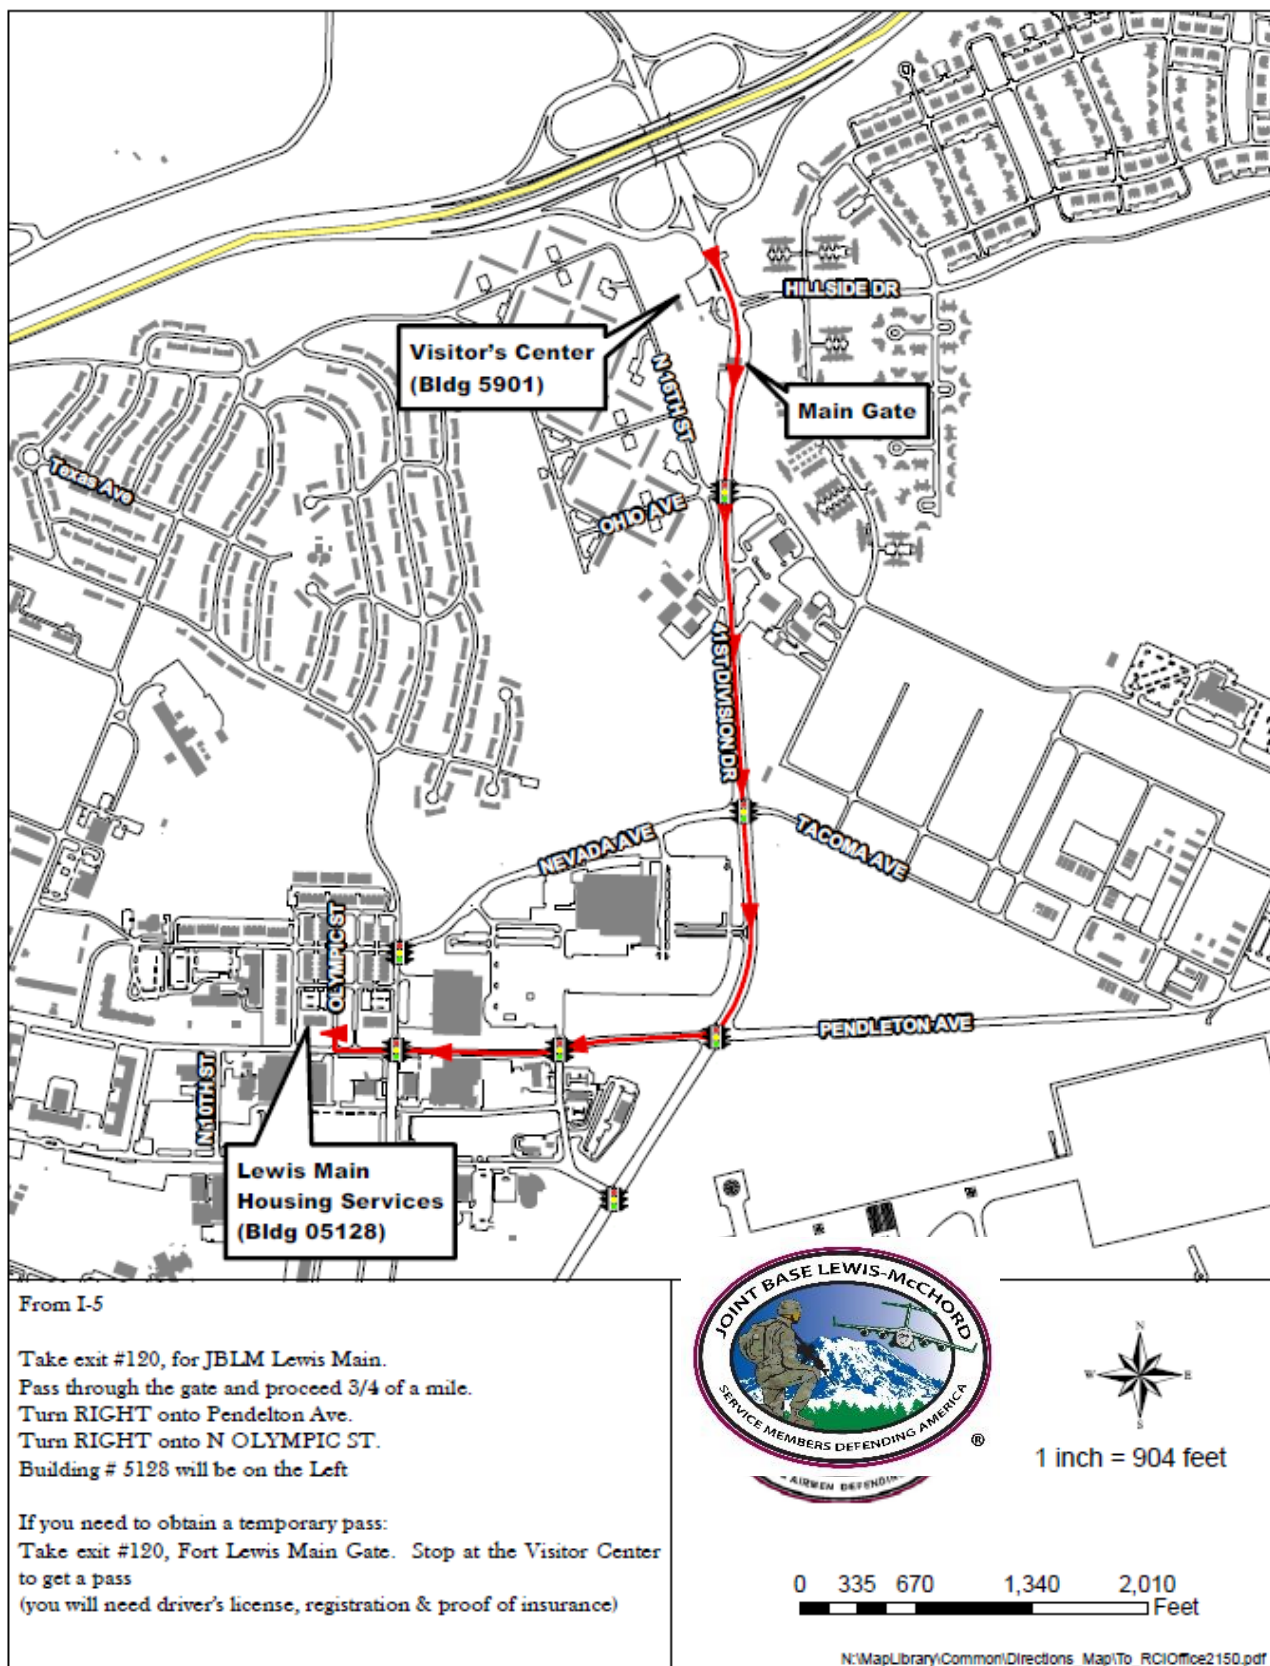 HILLSIDE DR
Visitor's Center
(Bldg 5901)
N 16TH ST
Main Gate
Texas Ave
OHIO AVE
41ST DIVISION DR
NEVADA AVE
TACOMA AVE
OLYMPIC ST
PENDLETON AVE
N 10TH ST
Lewis Main
Housing Services
(Bldg 05128)
From I-5
Take exit #120, for JBLM Lewis Main.
Pass through the gate and proceed 3/4 of a mile.
Turn RIGHT onto Pendelton Ave.
Turn RIGHT onto N OLYMPIC ST.
Building # 5128 will be on the Left
If you need to obtain a temporary pass:
Take exit #120, Fort Lewis Main Gate. Stop at the Visitor Center
to get a pass
(you will need driver's license, registration & proof of insurance)
JOINT BASE LEWIS-McCHORD
SERVICE MEMBERS DEFENDING AMERICA
®
AIRMEN DEFENDING
N
W E
S
1 inch = 904 feet
0 335 670 1,340 2,010
Feet
N:\MapLibrary\Common\Directions_Map\To_RCIOffice2150.pdf